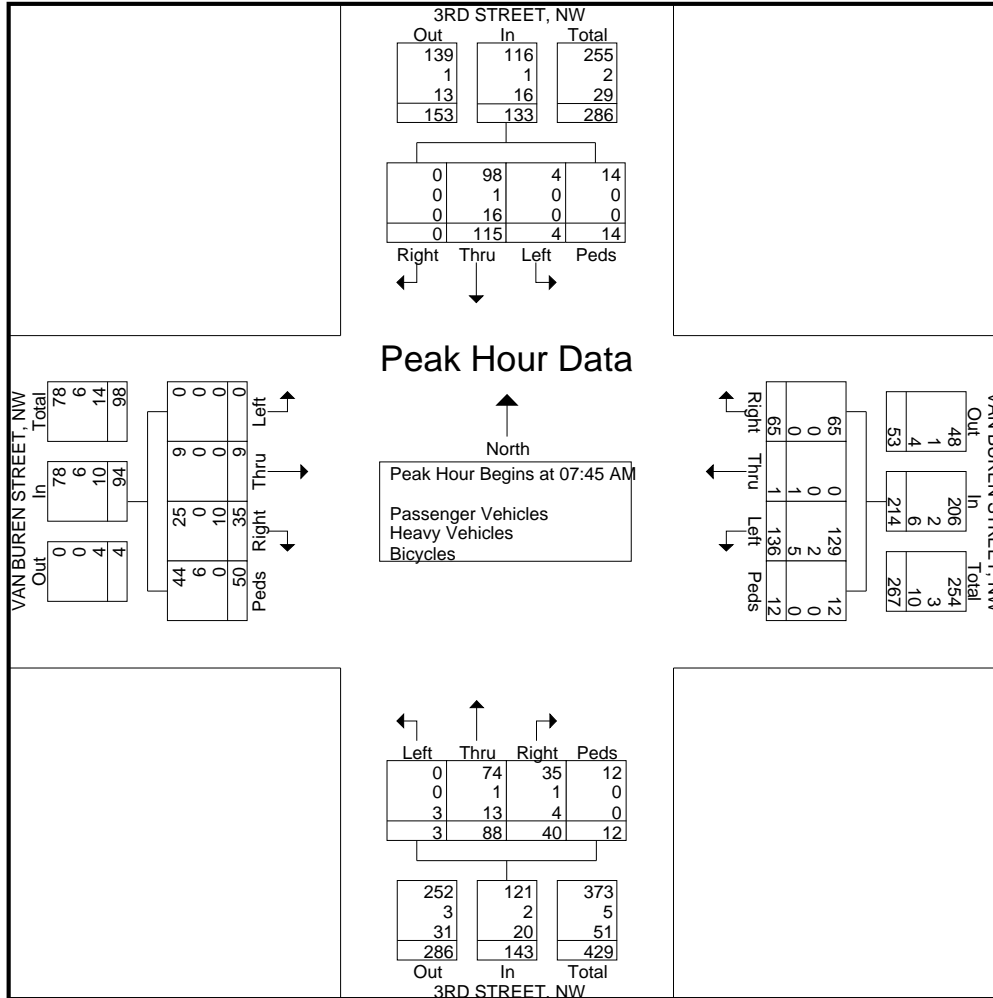 3RD STREET, NW
Out In Total
139 116 255
1 1 2
13 16 29
153 133 286
0 98 4 14
0 1 0 0
0 16 0 0
0 115 4 14
Right Thru Left Peds
Peak Hour Data
North
Peak Hour Begins at 07:45 AM
Passenger Vehicles
Heavy Vehicles
Bicycles
VAN BUREN STREET, NW
Out In Total
0 78 78
0 6 6
4 10 14
4 94 98
Peds Right Thru Left
44 25 9 0
6 0 0 0
0 10 0 0
50 35 9 0
VAN BUREN STREET, NW
Out In Total
48 206 254
1 2 3
4 6 10
53 214 267
65 0 129 12
0 0 2 0
0 1 5 0
65 1 136 12
Right Thru Left Peds
Left Thru Right Peds
0 74 35 12
0 1 1 0
3 13 4 0
3 88 40 12
252 121 373
3 2 5
31 20 51
286 143 429
Out In Total
3RD STREET, NW